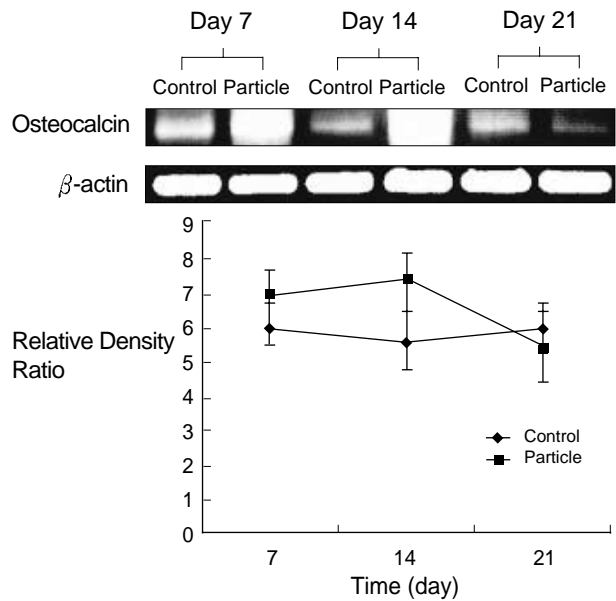 Day 7 Day 14 Day 21
Control Particle Control Particle Control Particle
Osteocalcin
β-actin
9
8
7
6
5
4
3
2
1
0
Relative Density
Ratio
Control
Particle
7 14 21
Time (day)